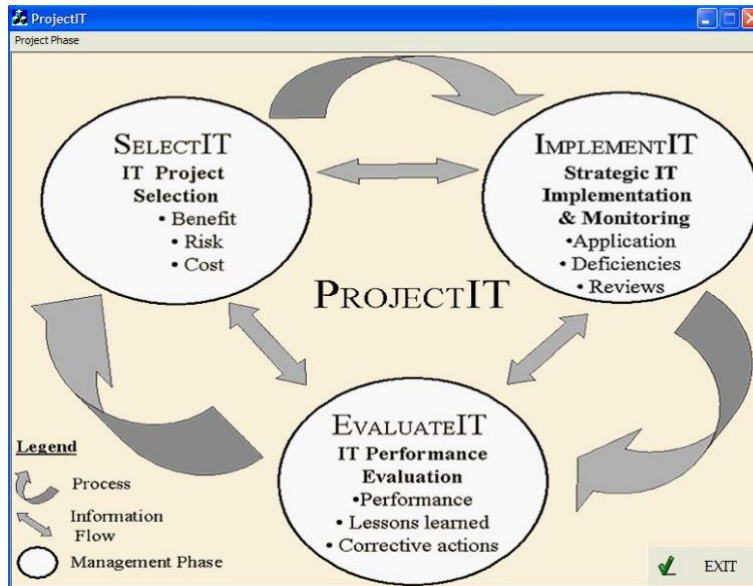 ProjectIT
Project Phase
SELECTIT
IT Project
Selection
• Benefit
• Risk
• Cost
IMPLEMENTIT
Strategic IT
Implementation
& Monitoring
•Application
• Deficiencies
• Reviews
PROJECTIT
EVALUATEIT
IT Performance
Evaluation
•Performance
• Lessons learned
• Corrective actions
Legend
Process
Information
Flow
Management Phase
EXIT